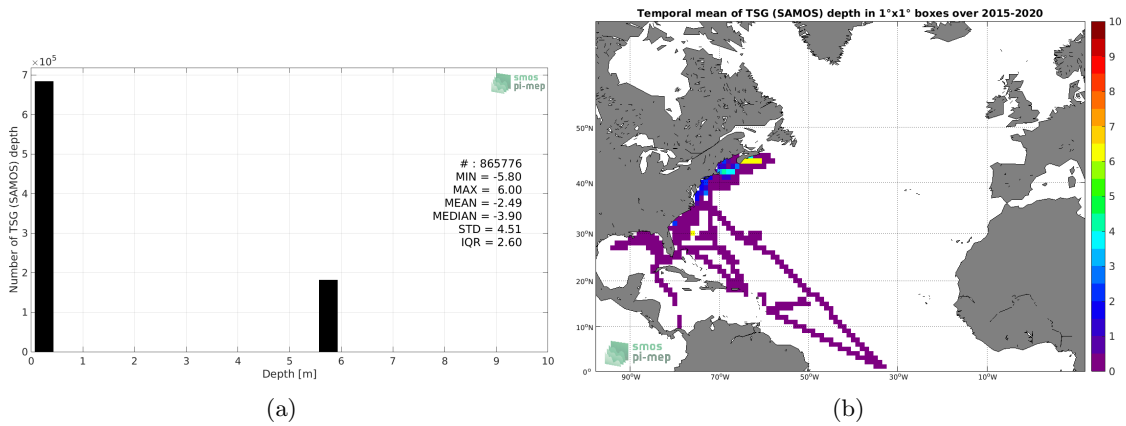 ×10⁵
7
6
5
4
3
2
1
0
Number of TSG (SAMOS) depth
smos
pi-mep
# : 865776
MIN = -5.80
MAX = 6.00
MEAN = -2.49
MEDIAN = -3.90
STD = 4.51
IQR = 2.60
0 1 2 3 4 5 6 7 8 9 10
Depth [m]
(a)
Temporal mean of TSG (SAMOS) depth in 1°x1° boxes over 2015-2020
50°N
40°N
30°N
20°N
10°N
0°
90°W 70°W 50°W 30°W 10°W
smos
pi-mep
10
9
8
7
6
5
4
3
2
1
0
(b)